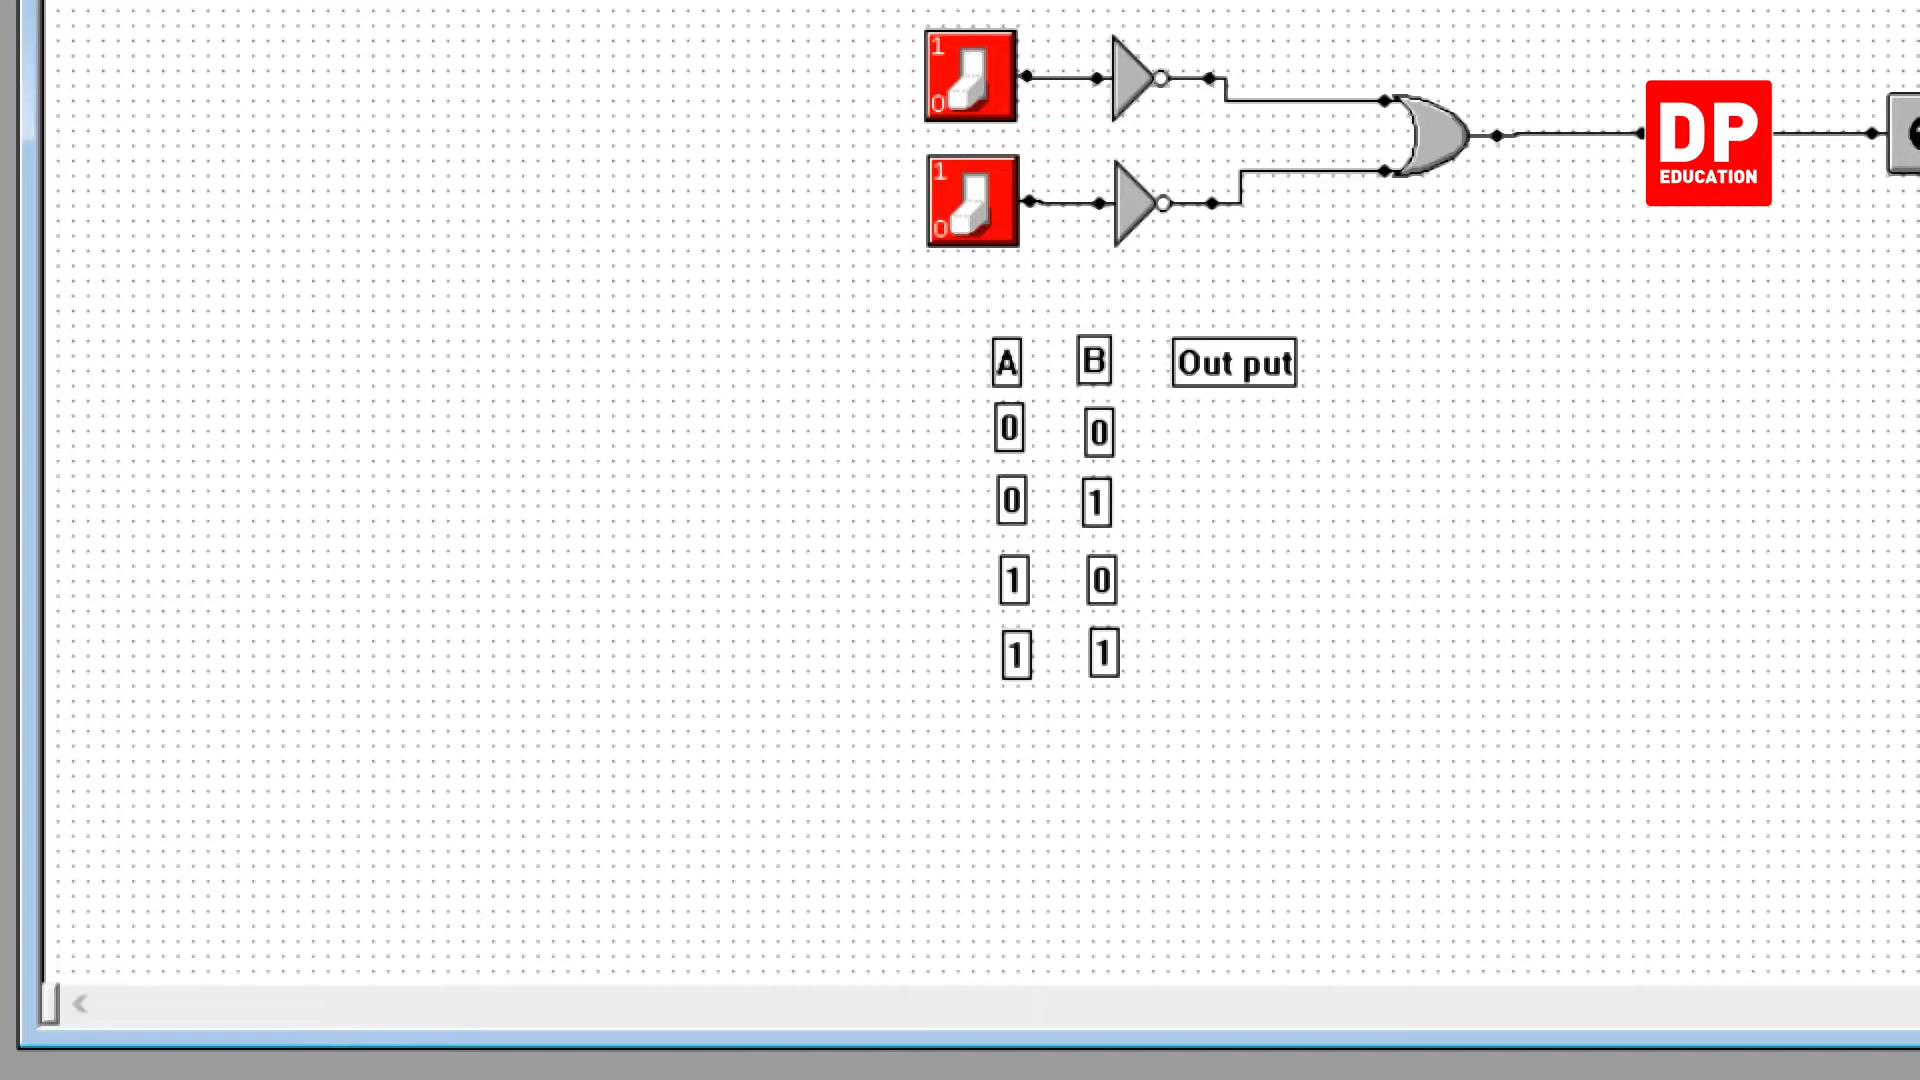 1
0
DP
EDUCATION
1
0
A B Out put
0 0
0 1
1 0
1 1